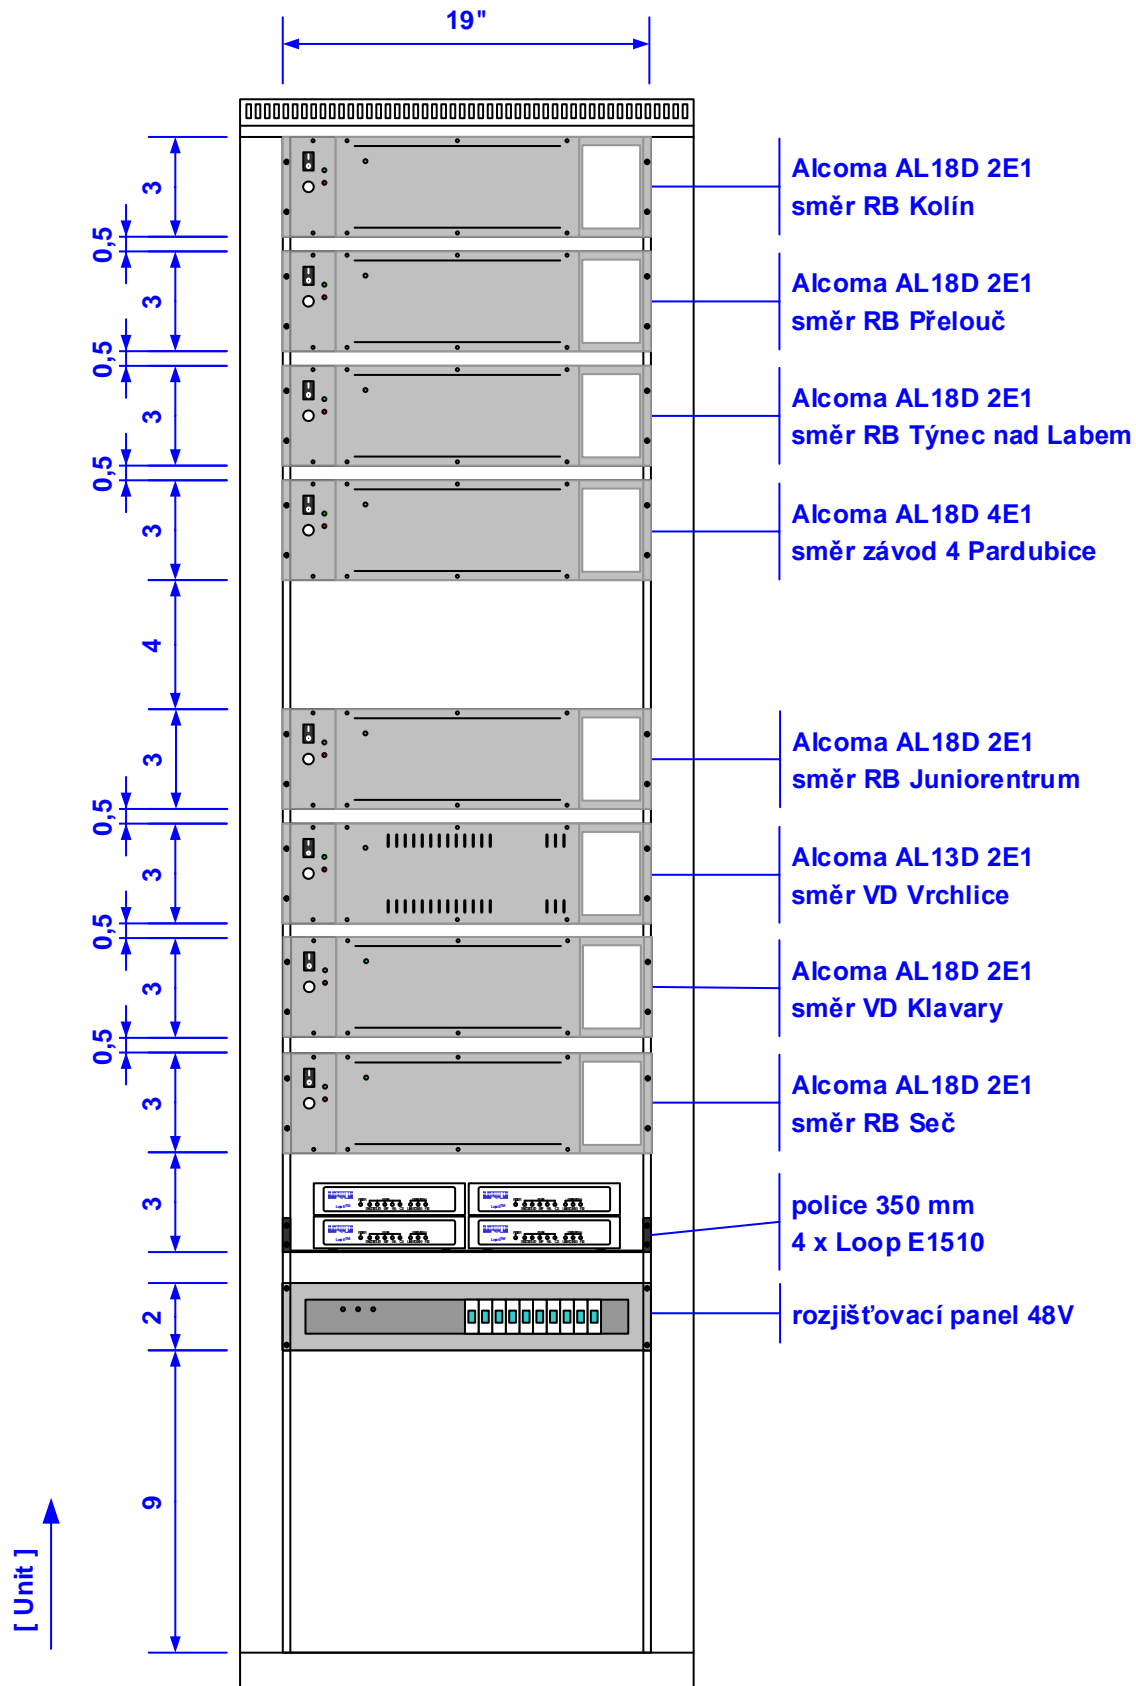 19"
3
Alcoma AL18D 2E1
směr RB Kolín
0,5
3
Alcoma AL18D 2E1
směr RB Přelouč
0,5
3
Alcoma AL18D 2E1
směr RB Týnec nad Labem
0,5
3
Alcoma AL18D 4E1
směr závod 4 Pardubice
4
3
Alcoma AL18D 2E1
směr RB Juniorentrum
0,5
3
Alcoma AL13D 2E1
směr VD Vrchlice
0,5
3
Alcoma AL18D 2E1
směr VD Klavary
0,5
3
Alcoma AL18D 2E1
směr RB Seč
3
police 350 mm
4 x Loop E1510
2
rozjišťovací panel 48V
9
[ Unit ]